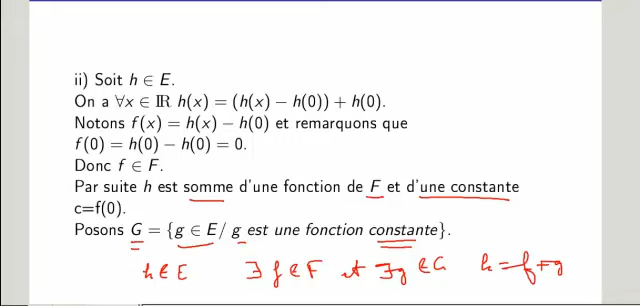 ii) Soit h ∈ E.
On a ∀x ∈ IR h(x) = (h(x) − h(0)) + h(0).
Notons f(x) = h(x) − h(0) et remarquons que
f(0) = h(0) − h(0) = 0.
Donc f ∈ F.
Par suite h est somme d'une fonction de F et d'une constante
c=f(0).
Posons G = {g ∈ E/ g est une fonction constante}.
h ∈ E ∃ f ∈ F et ∃ g ∈ G h = f + g